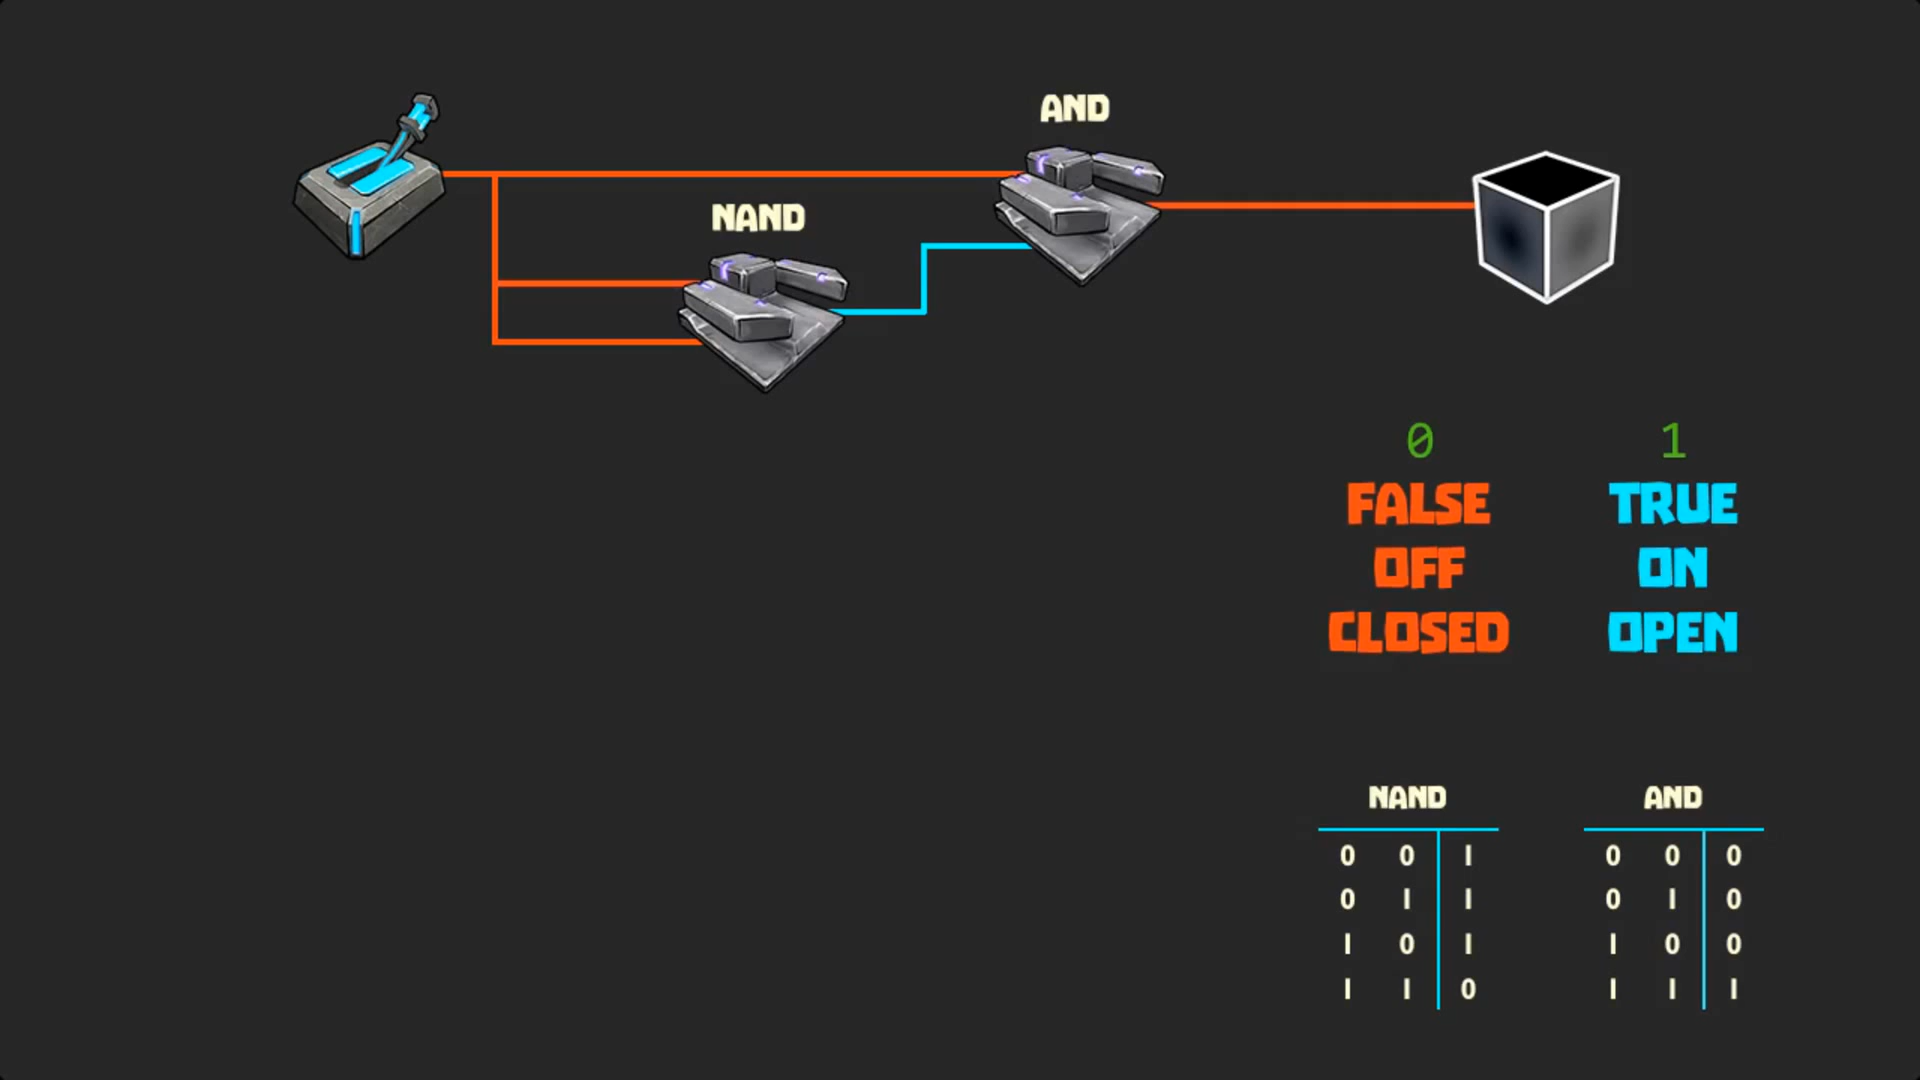 AND
NAND
0 1
FALSE TRUE
OFF ON
CLOSED OPEN
NAND AND
0 0 1 0 0 0
0 1 1 0 1 0
1 0 1 1 0 0
1 1 0 1 1 1